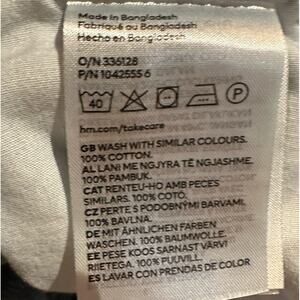 Made in Bangladesh
Fabriqué au Bangladesh
Hecho en Bangladesh
O/N 336128
P/N 1042555 6
40
P
hm.com/takecare
GB WASH WITH SIMILAR COLOURS.
100% COTTON.
AL LANI ME NGJYRA TË NGJASHME.
100% PAMBUK.
CAT RENTEU-HO AMB PECES
SIMILARS. 100% COTÓ.
CZ PERTE S PODOBNÝMI BARVAMI.
100% BAVLNA.
DE MIT ÄHNLICHEN FARBEN
WASCHEN. 100% BAUMWOLLE.
EE PESE KOOS SARNAST VÄRVI
RIIETEGA. 100% PUUVILL.
ES LAVAR CON PRENDAS DE COLOR